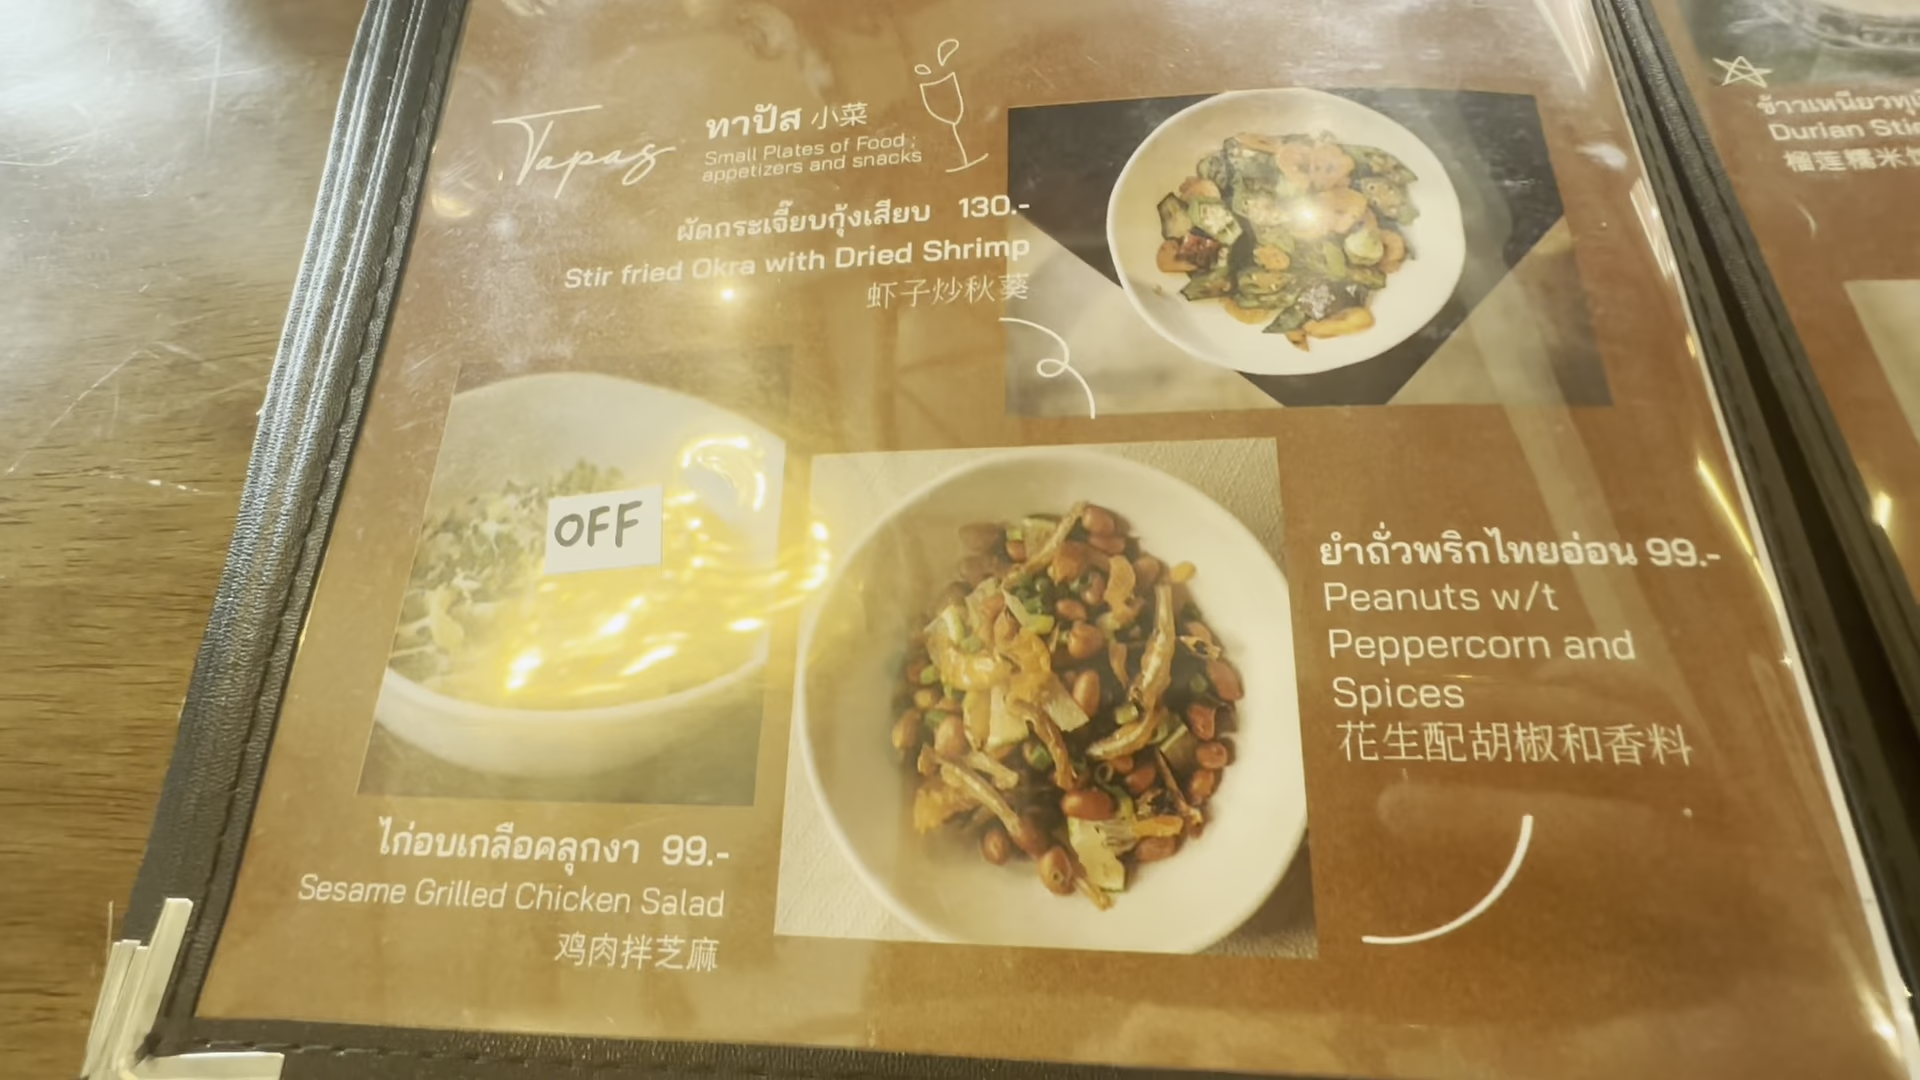 Tapas
ทาปัส 小菜
Small Plates of Food ;
appetizers and snacks
ผัดกระเจี๊ยบกุ้งเสียบ 130.-
Stir fried Okra with Dried Shrimp
虾子炒秋葵
OFF
ไก่อบเกลือคลุกงา 99.-
Sesame Grilled Chicken Salad
鸡肉拌芝麻
ยำถั่วพริกไทยอ่อน 99.-
Peanuts w/t
Peppercorn and
Spices
花生配胡椒和香料
Durian
榴莲糯米